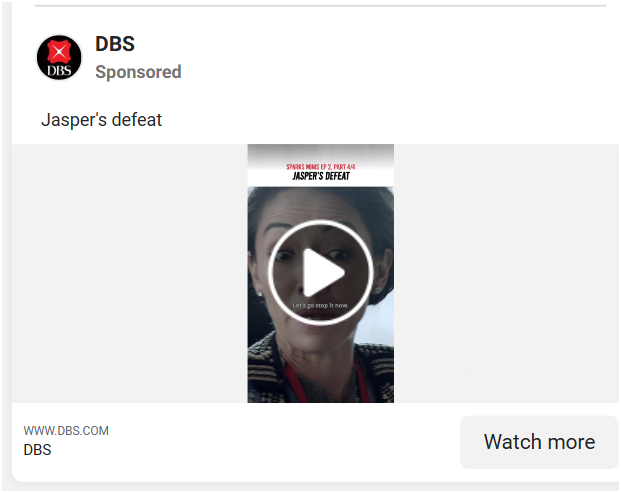 DBS
Sponsored
DBS
Jasper's defeat
SPARKS MINIS EP 2, PART 4/4
JASPER'S DEFEAT
Let's go stop it now.
WWW.DBS.COM
DBS
Watch more